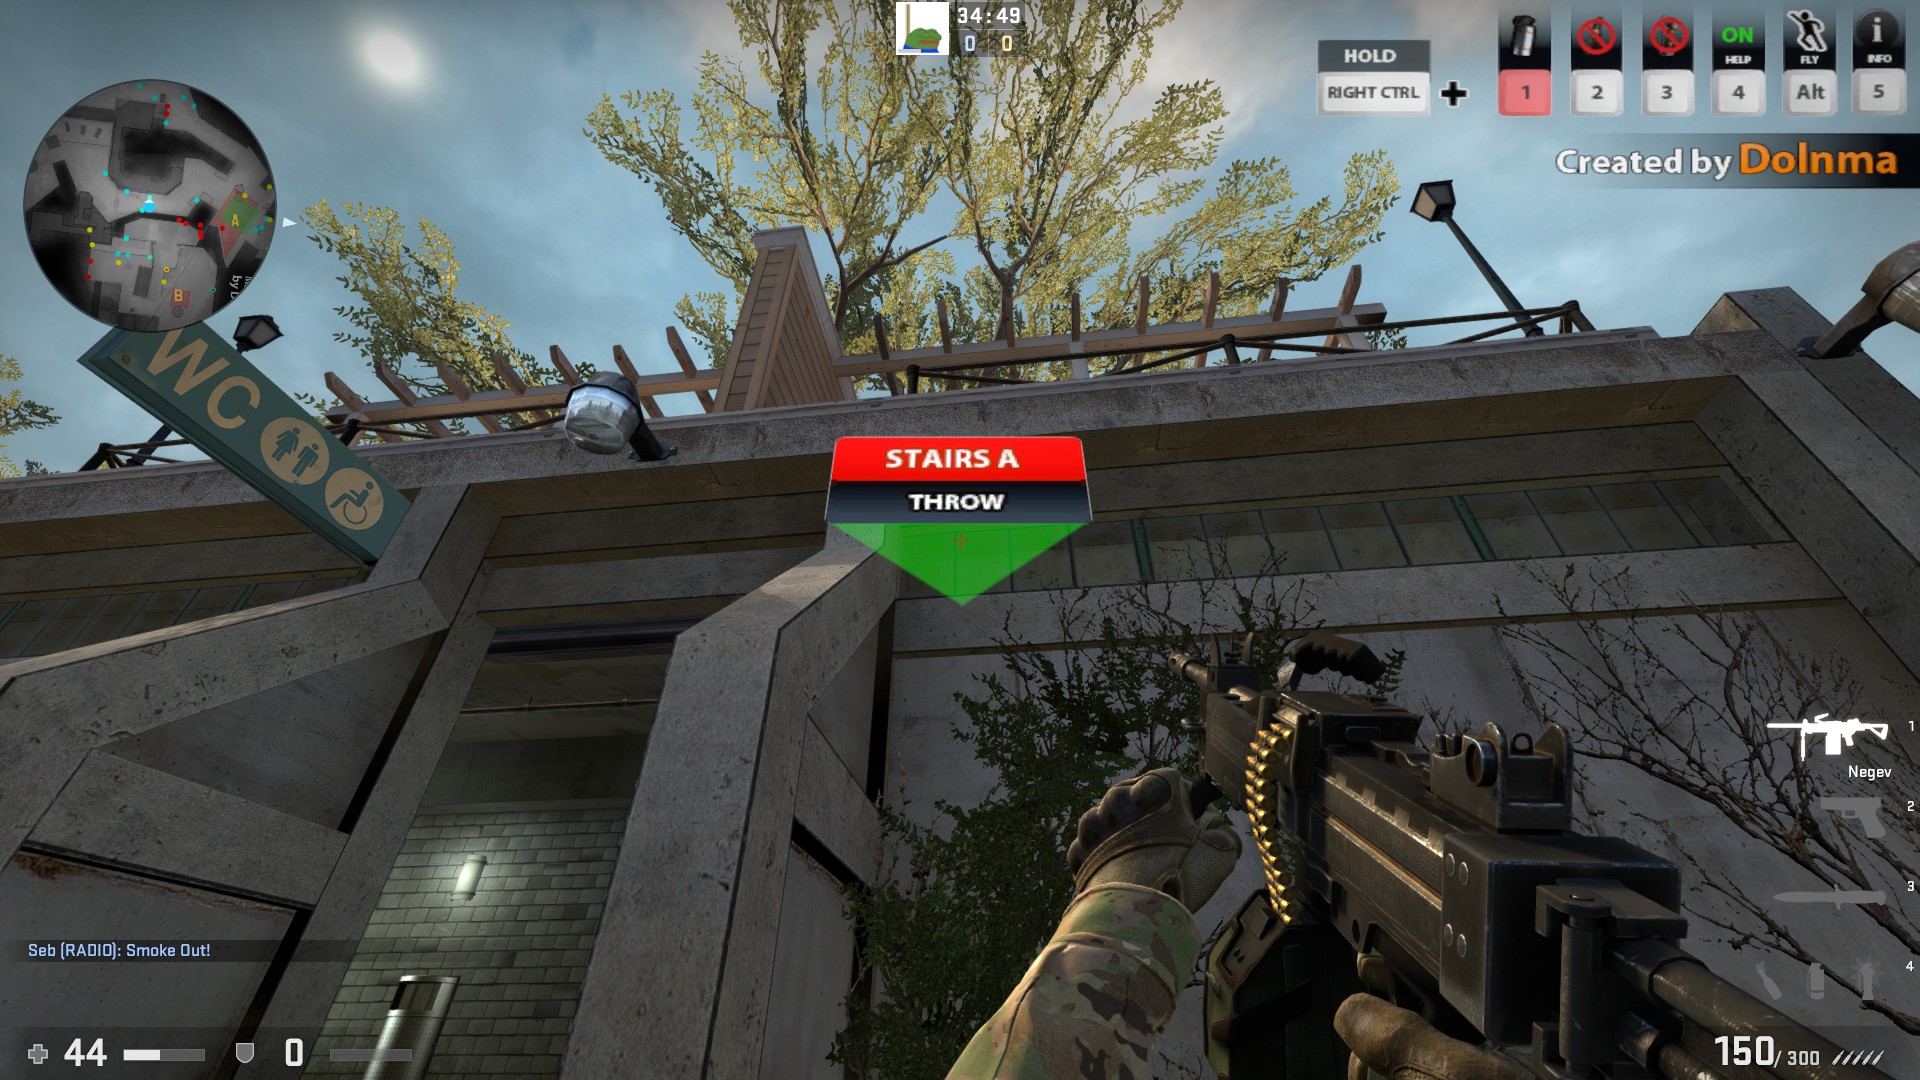 34:49
0 0
HOLD
RIGHT CTRL
1 2 3 4 Alt 5
ON
HELP
FLY
INFO
Created by Dolnma
A
B
WC
STAIRS A
THROW
1
Negev
2
3
4
Seb (RADIO): Smoke Out!
44 0
150/ 300